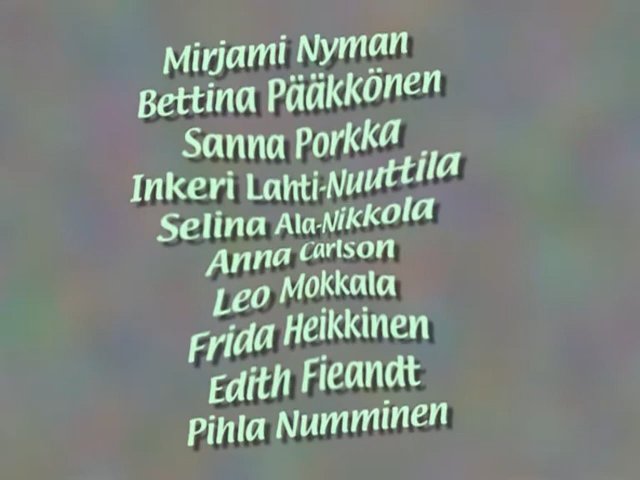 Mirjami Nyman
Bettina Pääkkönen
Sanna Porkka
Inkeri Lahti-Nuuttila
Selina Ala-Nikkola
Anna Carlson
Leo Mokkala
Frida Heikkinen
Edith Fieandt
Pihla Numminen